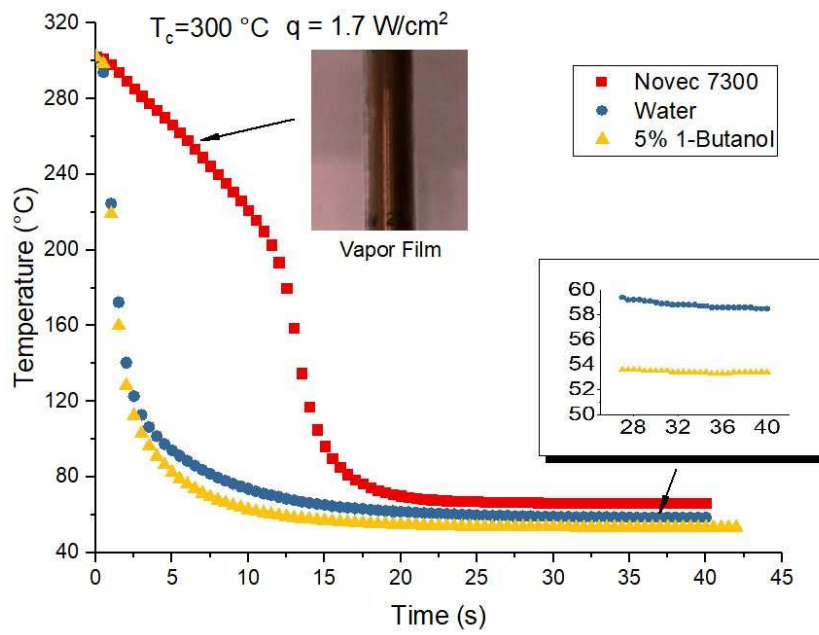 T_c=300 °C q = 1.7 W/cm²
Novec 7300
Water
5% 1-Butanol
Vapor Film
Temperature (°C)
320
280
240
200
160
120
80
40
60
58
56
54
52
50
28 32 36 40
0 5 10 15 20 25 30 35 40 45
Time (s)